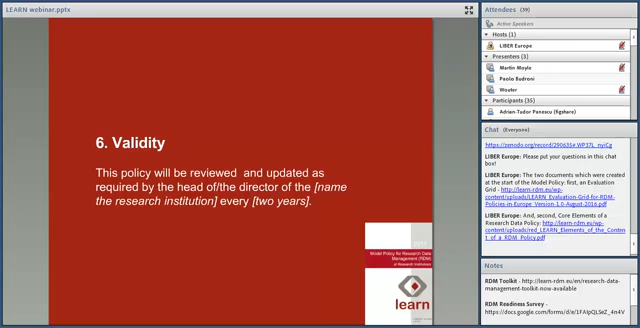 LEARN webinar.pptx
6. Validity
This policy will be reviewed and updated as
required by the head of/the director of the [name
the research institution] every [two years].
Model Policy for Research Data
Management (RDM)
at Research Institutions
learn
Attendees (39)
Active Speakers
Hosts (1)
LIBER Europe
Presenters (3)
Martin Moyle
Paolo Budroni
Wouter
Participants (35)
Adrian-Tudor Panescu (figshare)
Chat (Everyone)
https://zenodo.org/record/290635#.WP37L_nyiCg
LIBER Europe: Please put your questions in this chat
box!
LIBER Europe: The two documents which were
created at the start of the Model Policy: first, an Evaluation
Grid - http://learn-rdm.eu/wp-
content/uploads/LEARN_Evaluation-Grid-for-RDM-
Policies-in-Europe_Version-1.0-August-2016.pdf
LIBER Europe: And, second, Core Elements of a
Research Data Policy: http://learn-rdm.eu/wp-
content/uploads/red_LEARN_Elements_of_the_Conten
t_of_a_RDM_Policy.pdf
Notes
RDM Toolkit - http://learn-rdm.eu/en/research-data-
management-toolkit-now-available
RDM Readiness Survey -
https://docs.google.com/forms/d/e/1FAIpQLSeZ_4n4V